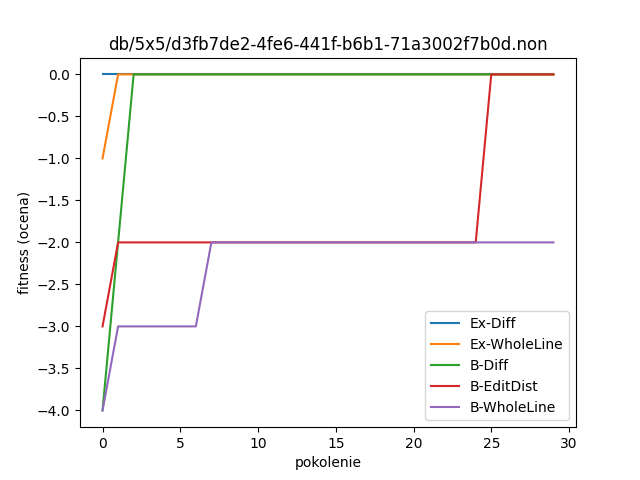 db/5x5/d3fb7de2-4fe6-441f-b6b1-71a3002f7b0d.non
0.0
−0.5
−1.0
−1.5
−2.0
−2.5
−3.0
−3.5
−4.0
fitness (ocena)
Ex-Diff
Ex-WholeLine
B-Diff
B-EditDist
B-WholeLine
0 5 10 15 20 25 30
pokolenie